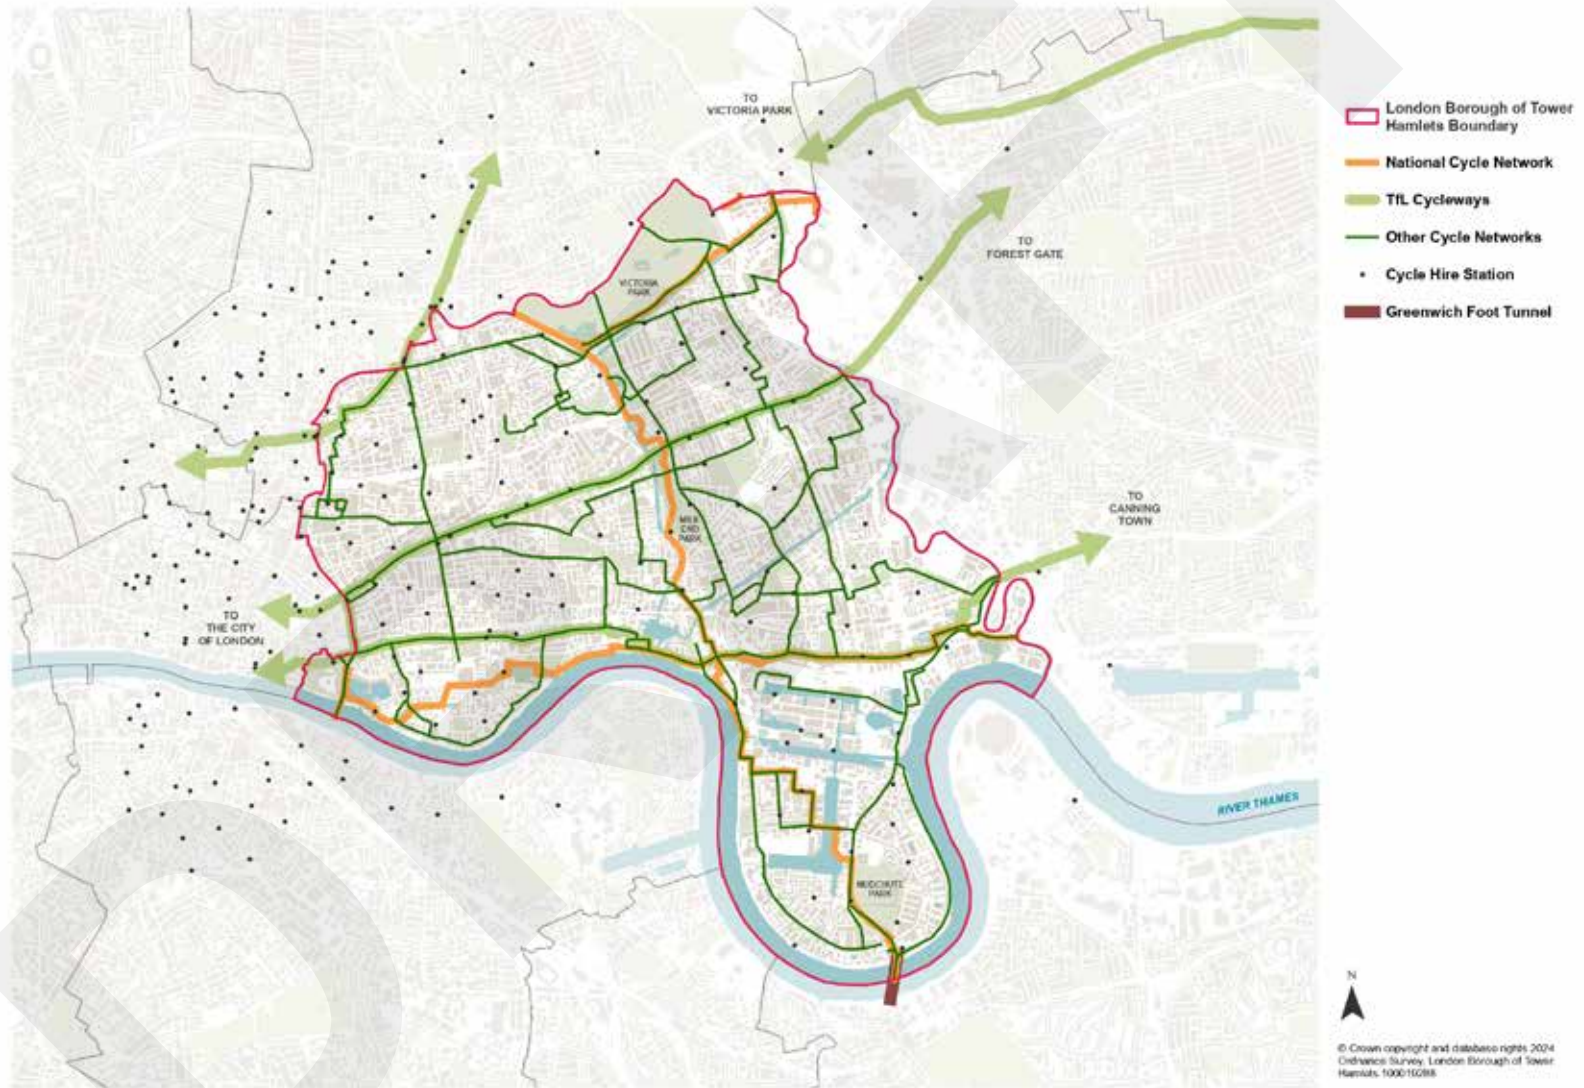 TO
VICTORIA PARK
TO
FOREST GATE
VICTORIA
PARK
TO
CANNING
TOWN
MILE
END
PARK
TO
THE CITY
OF LONDON
RIVER THAMES
MUDCHUTE
PARK
London Borough of Tower
Hamlets Boundary
National Cycle Network
TfL Cycleways
Other Cycle Networks
Cycle Hire Station
Greenwich Foot Tunnel
N
© Crown copyright and database rights 2024
Ordnance Survey, London Borough of Tower
Hamlets
DRAFT